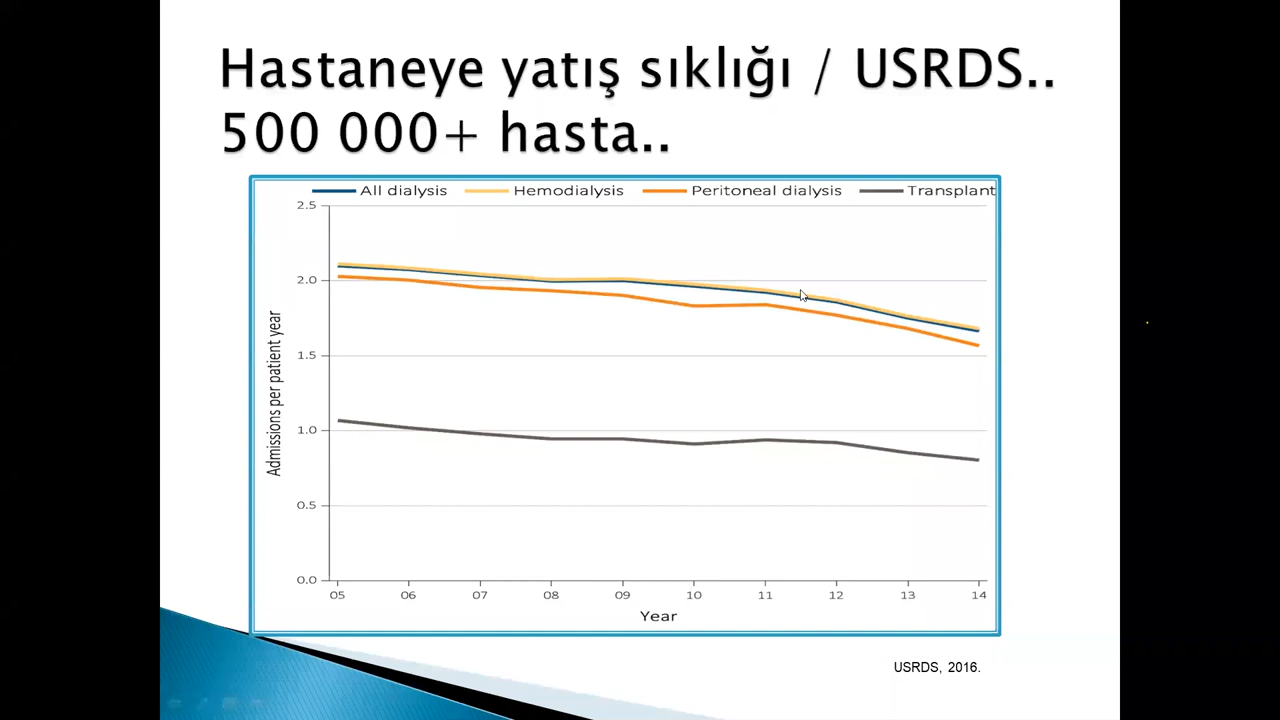 Hastaneye yatış sıklığı / USRDS..
500 000+ hasta..
All dialysis Hemodialysis Peritoneal dialysis Transplant
2.5
2.0
1.5
1.0
0.5
0.0
Admissions per patient year
05 06 07 08 09 10 11 12 13 14
Year
USRDS, 2016.